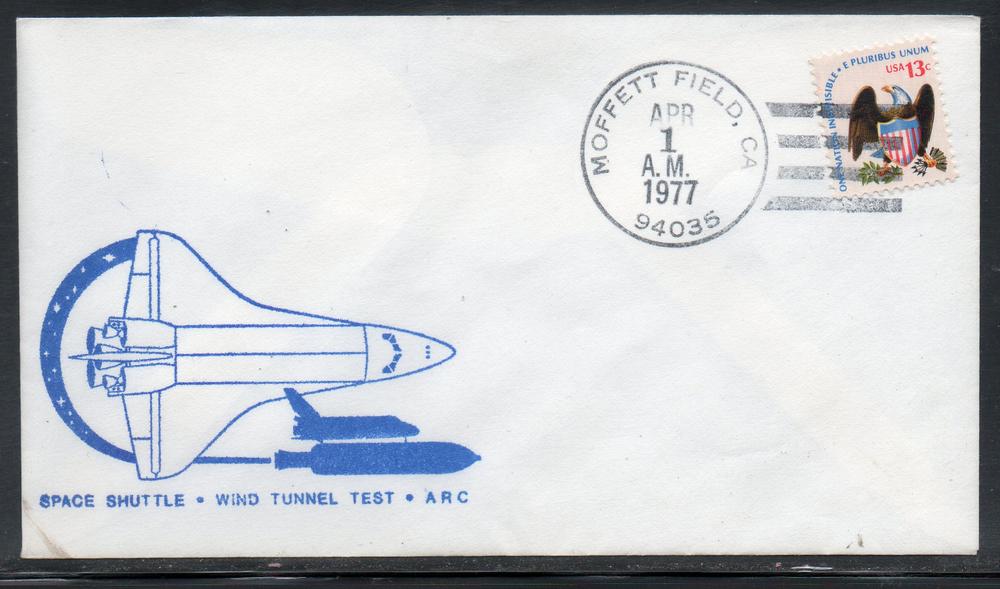 ONE NATION INDIVISIBLE • E PLURIBUS UNUM
USA 13c
MOFFETT FIELD, CA
APR
1
A.M.
1977
94035
SPACE SHUTTLE • WIND TUNNEL TEST • ARC